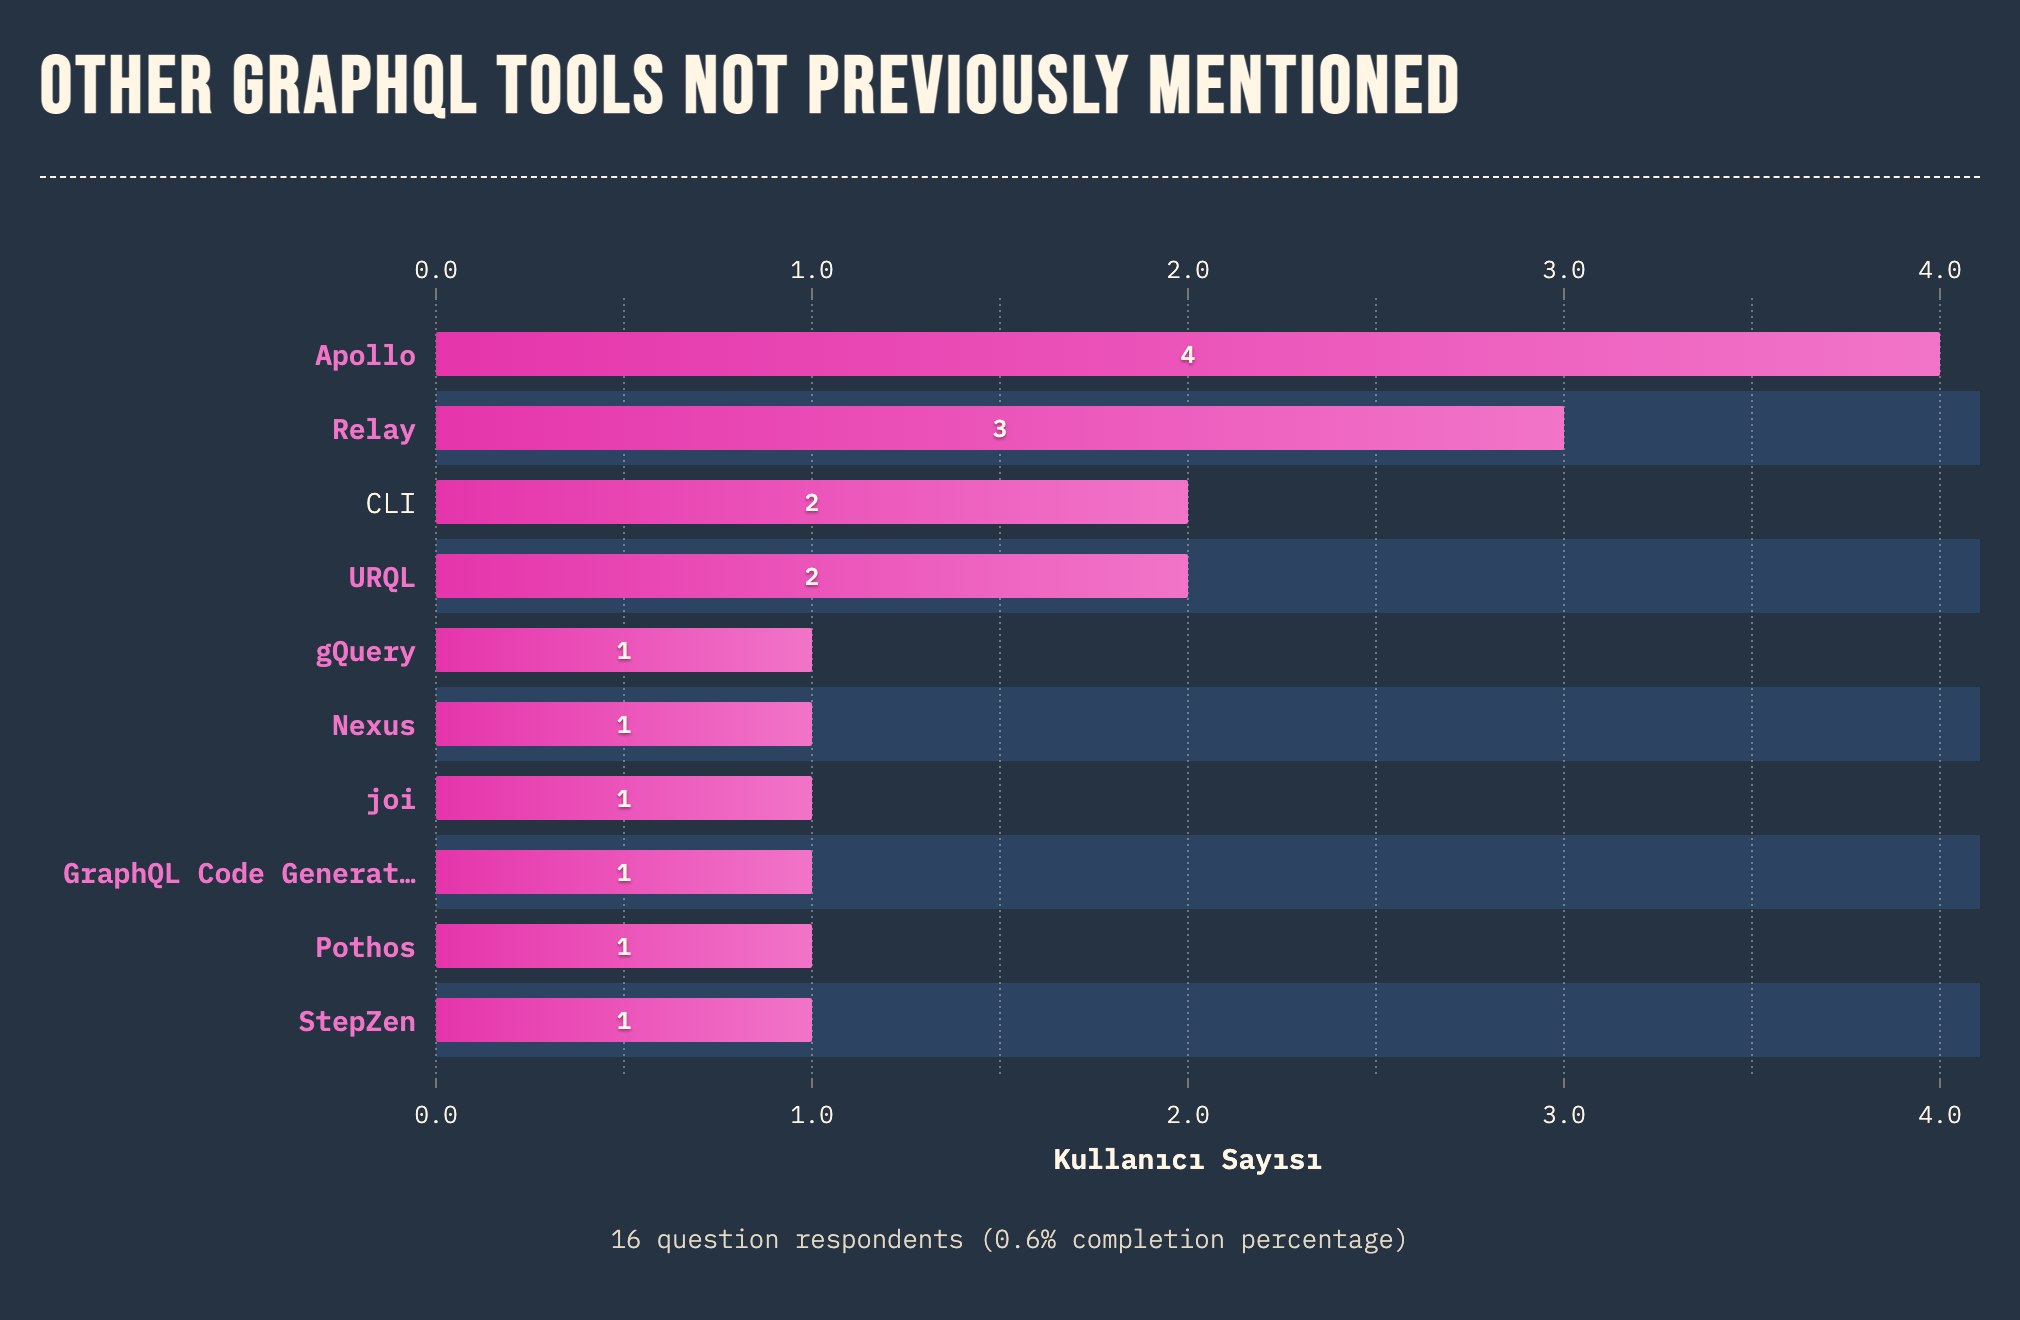 OTHER GRAPHQL TOOLS NOT PREVIOUSLY MENTIONED
0.0 1.0 2.0 3.0 4.0
Apollo 4
Relay 3
CLI 2
URQL 2
gQuery 1
Nexus 1
joi 1
GraphQL Code Generat… 1
Pothos 1
StepZen 1
0.0 1.0 2.0 3.0 4.0
Kullanıcı Sayısı
16 question respondents (0.6% completion percentage)